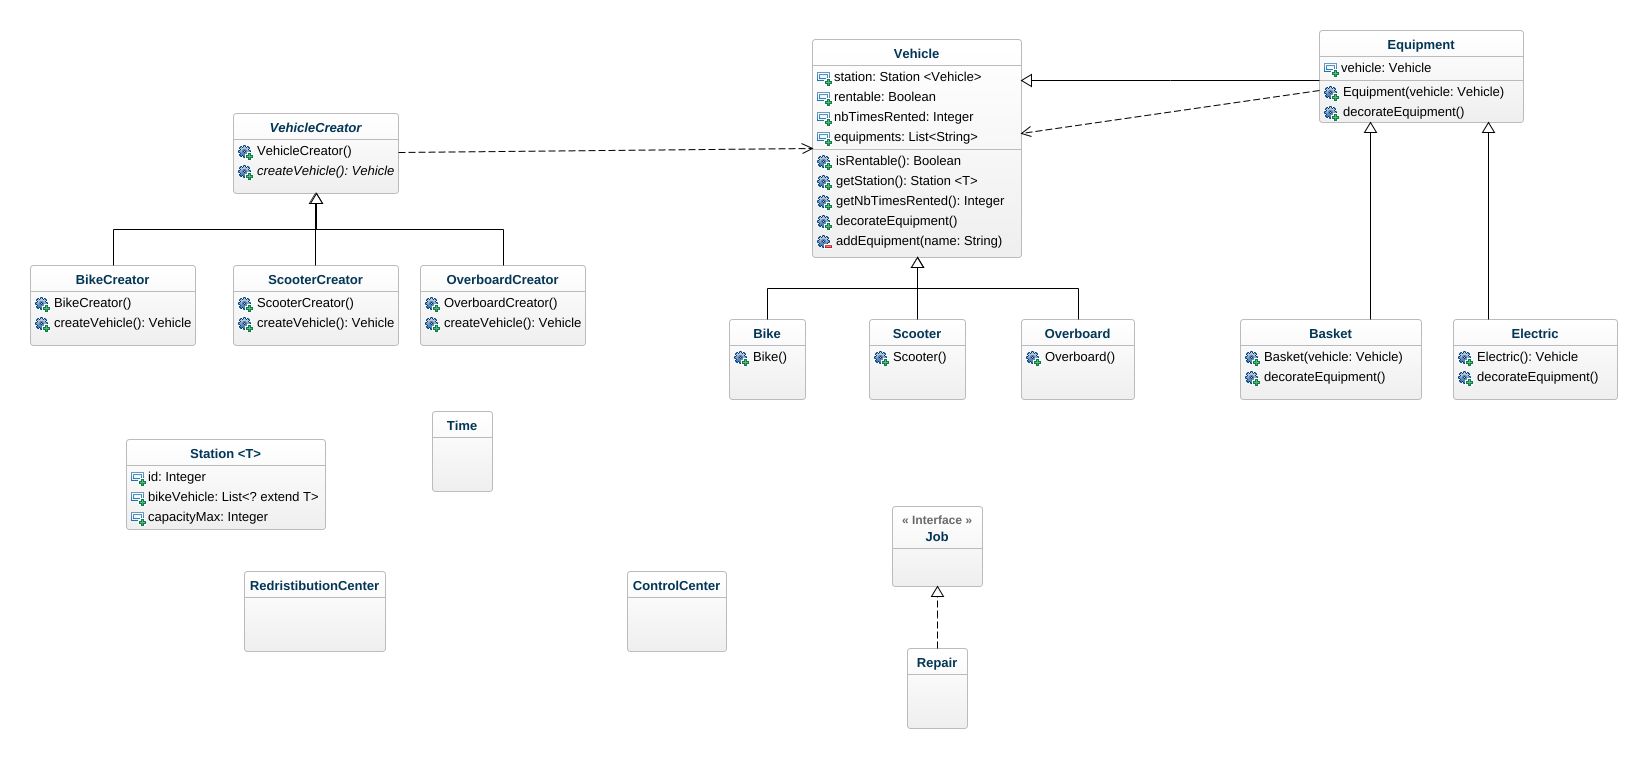 Vehicle
station: Station <Vehicle>
rentable: Boolean
nbTimesRented: Integer
equipments: List<String>
isRentable(): Boolean
getStation(): Station <T>
getNbTimesRented(): Integer
decorateEquipment()
addEquipment(name: String)
Equipment
vehicle: Vehicle
Equipment(vehicle: Vehicle)
decorateEquipment()
VehicleCreator
VehicleCreator()
createVehicle(): Vehicle
BikeCreator
BikeCreator()
createVehicle(): Vehicle
ScooterCreator
ScooterCreator()
createVehicle(): Vehicle
OverboardCreator
OverboardCreator()
createVehicle(): Vehicle
Bike
Bike()
Scooter
Scooter()
Overboard
Overboard()
Basket
Basket(vehicle: Vehicle)
decorateEquipment()
Electric
Electric(): Vehicle
decorateEquipment()
Time
Station <T>
id: Integer
bikeVehicle: List<? extend T>
capacityMax: Integer
« Interface »
Job
RedristibutionCenter
ControlCenter
Repair